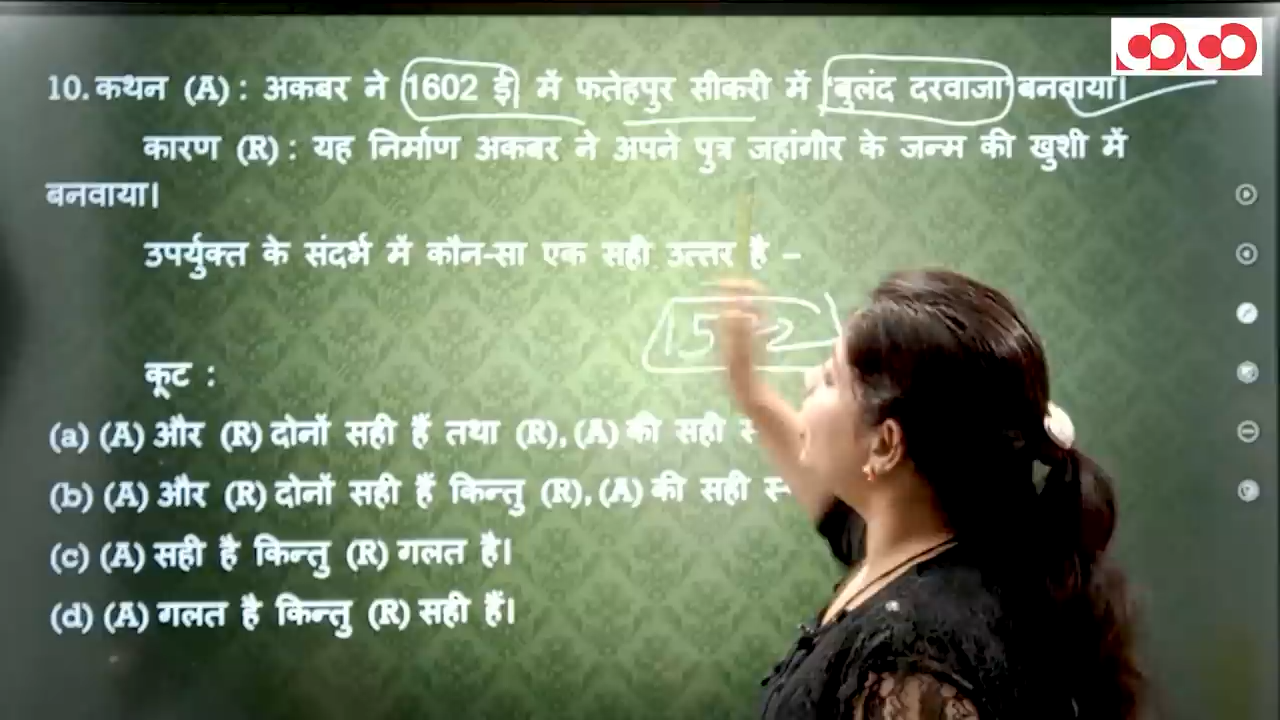 10. कथन (A) : अकबर ने 1602 ई में फतेहपुर सीकरी में 'बुलंद दरवाजा' बनवाया।
कारण (R) : यह निर्माण अकबर ने अपने पुत्र जहांगीर के जन्म की खुशी में
बनवाया।
उपर्युक्त के संदर्भ में कौन-सा एक सही उत्तर है –
कूट :
(a) (A) और (R) दोनों सही हैं तथा (R), (A) की सही
(b) (A) और (R) दोनों सही हैं किन्तु (R), (A) की सही
(c) (A) सही है किन्तु (R) गलत है।
(d) (A) गलत है किन्तु (R) सही हैं।